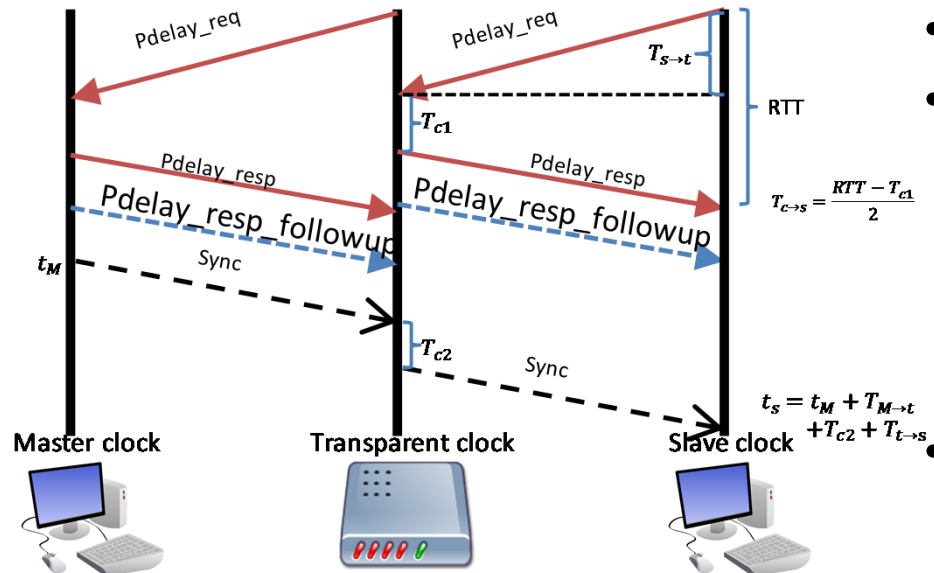 Pdelay_req
Pdelay_req
T_{s→t}
RTT
T_{c1}
Pdelay_resp
Pdelay_resp
T_{c→s} = \frac{RTT - T_{c1}}{2}
Pdelay_resp_followup
Pdelay_resp_followup
t_M
Sync
T_{c2}
Sync
t_s = t_M + T_{M→t}
+T_{c2} + T_{t→s}
Master clock
Transparent clock
Slave clock